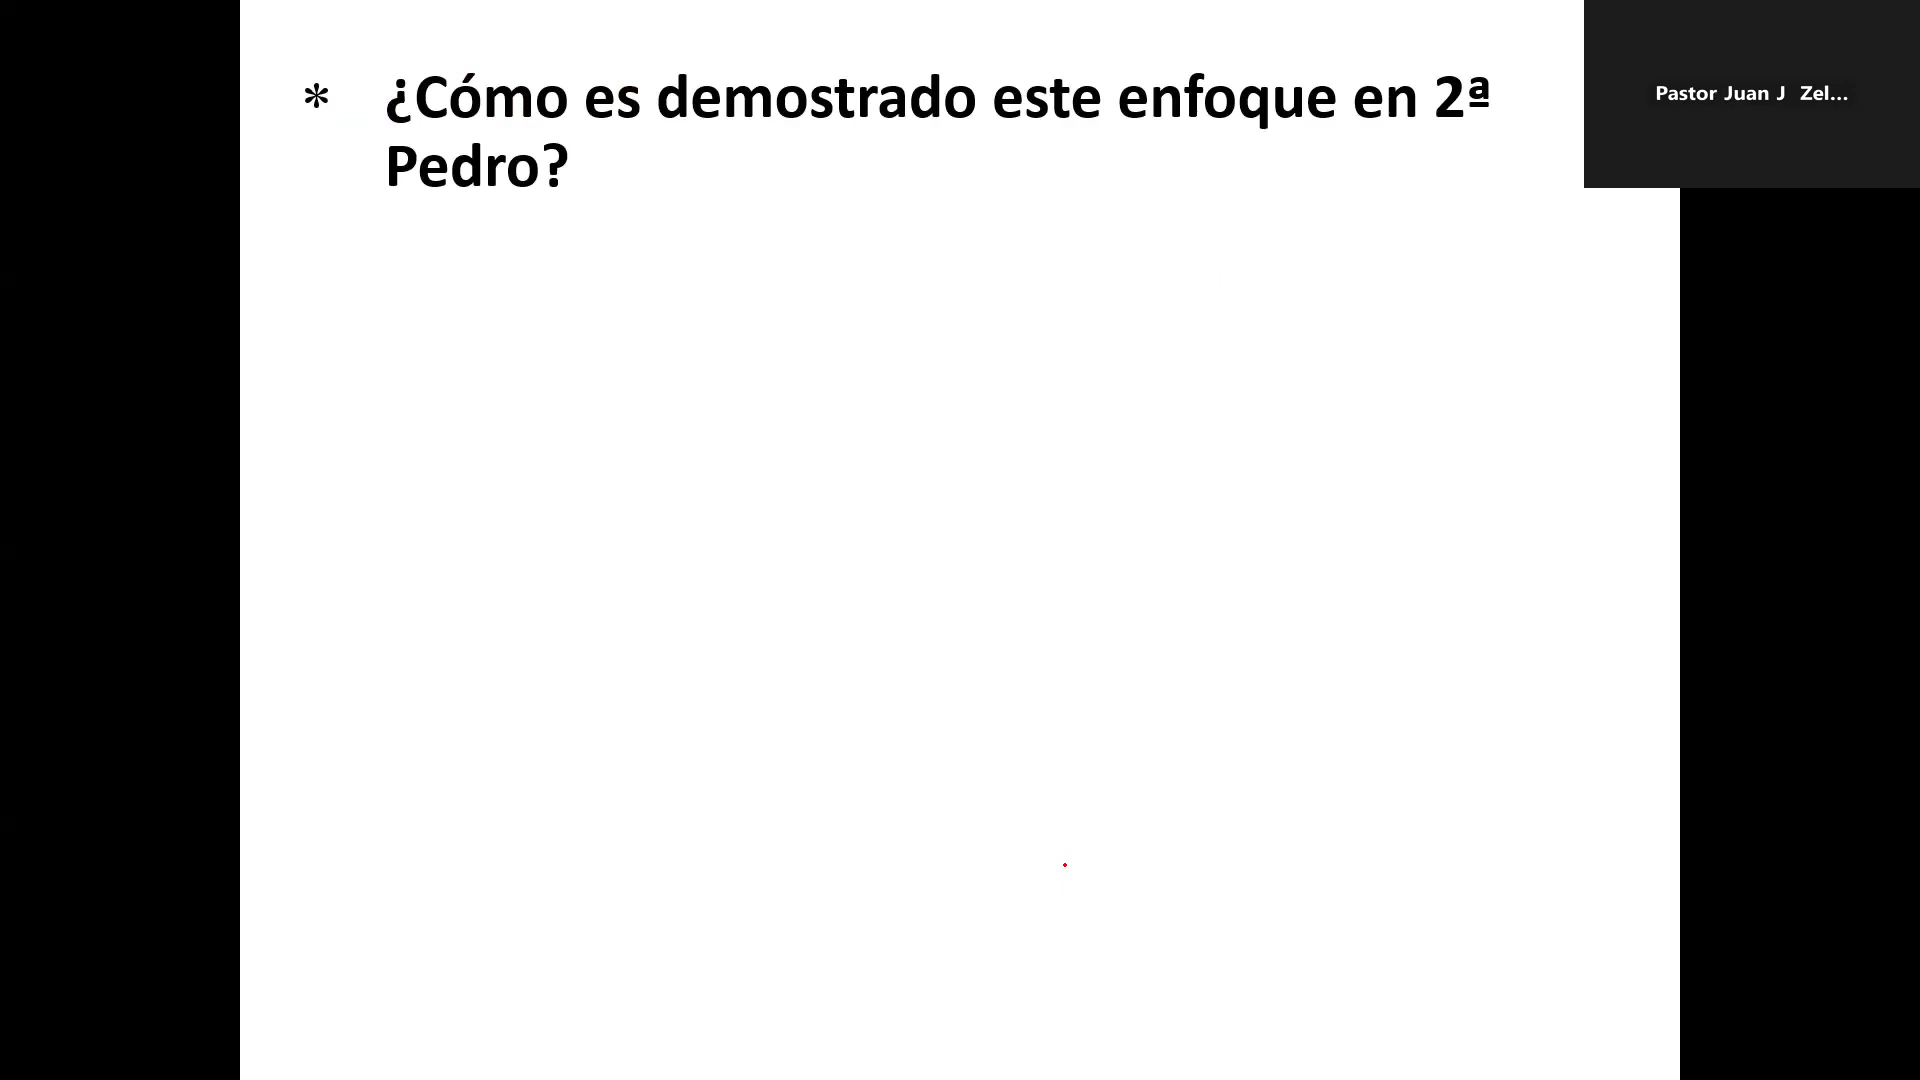 * ¿Cómo es demostrado este enfoque en 2ª
Pedro?
Pastor Juan J Zel...